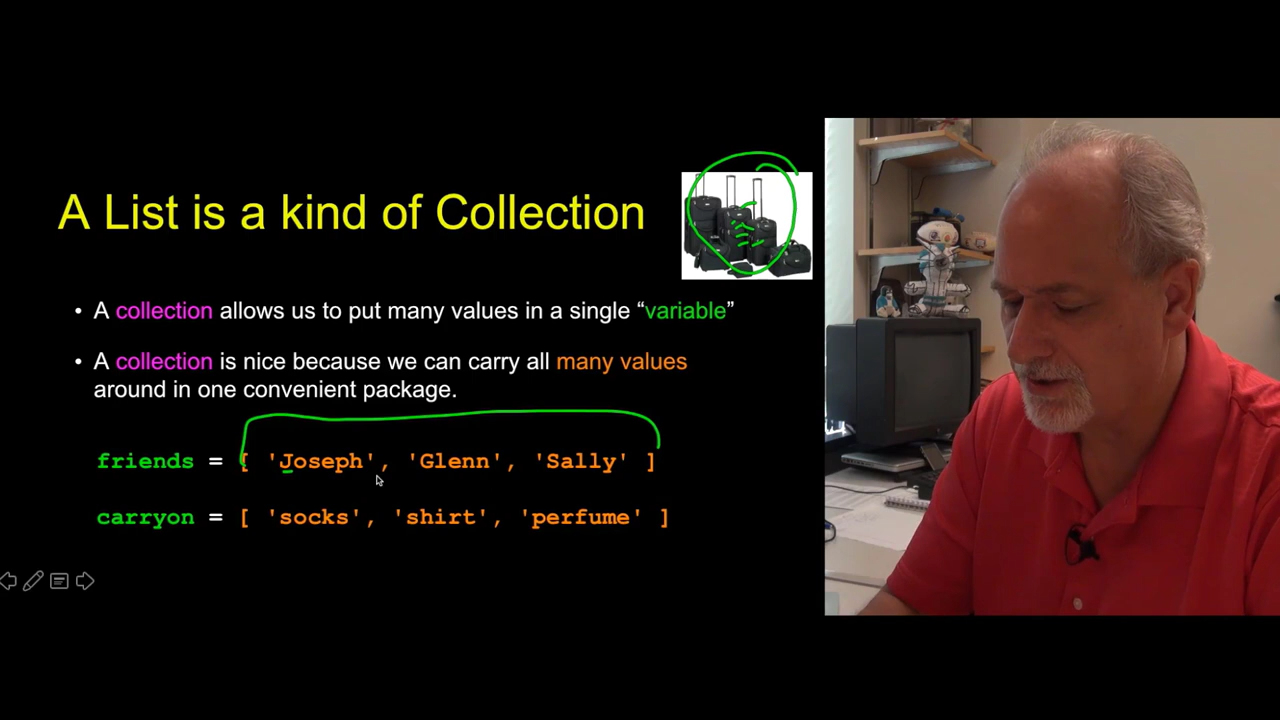 A List is a kind of Collection
• A collection allows us to put many values in a single “variable”
• A collection is nice because we can carry all many values
around in one convenient package.
friends = [ 'Joseph', 'Glenn', 'Sally' ]
carryon = [ 'socks', 'shirt', 'perfume' ]